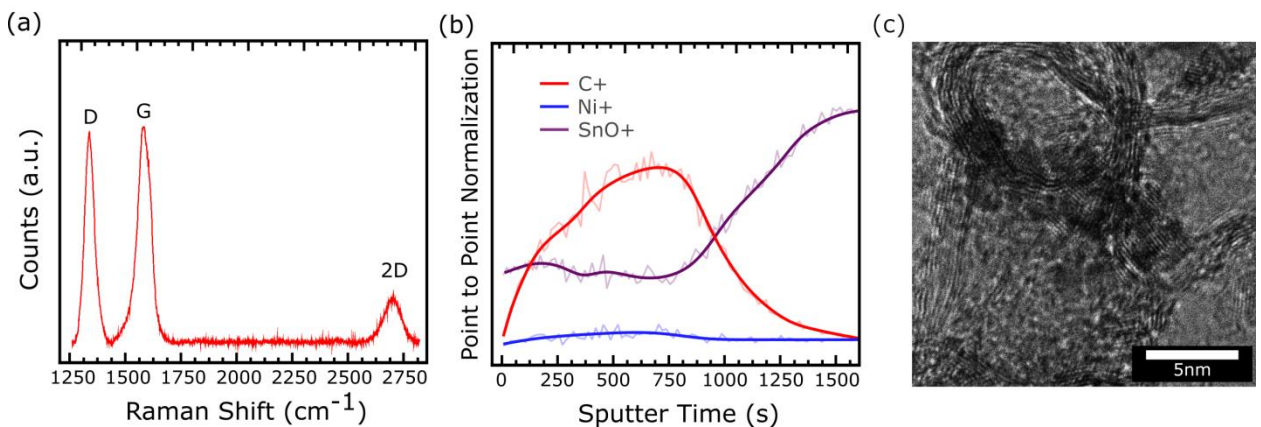 (a)
D
G
2D
Counts (a.u.)
1250 1500 1750 2000 2250 2500 2750
Raman Shift (cm⁻¹)
(b)
C+
Ni+
SnO+
Point to Point Normalization
0 250 500 750 1000 1250 1500
Sputter Time (s)
(c)
5nm